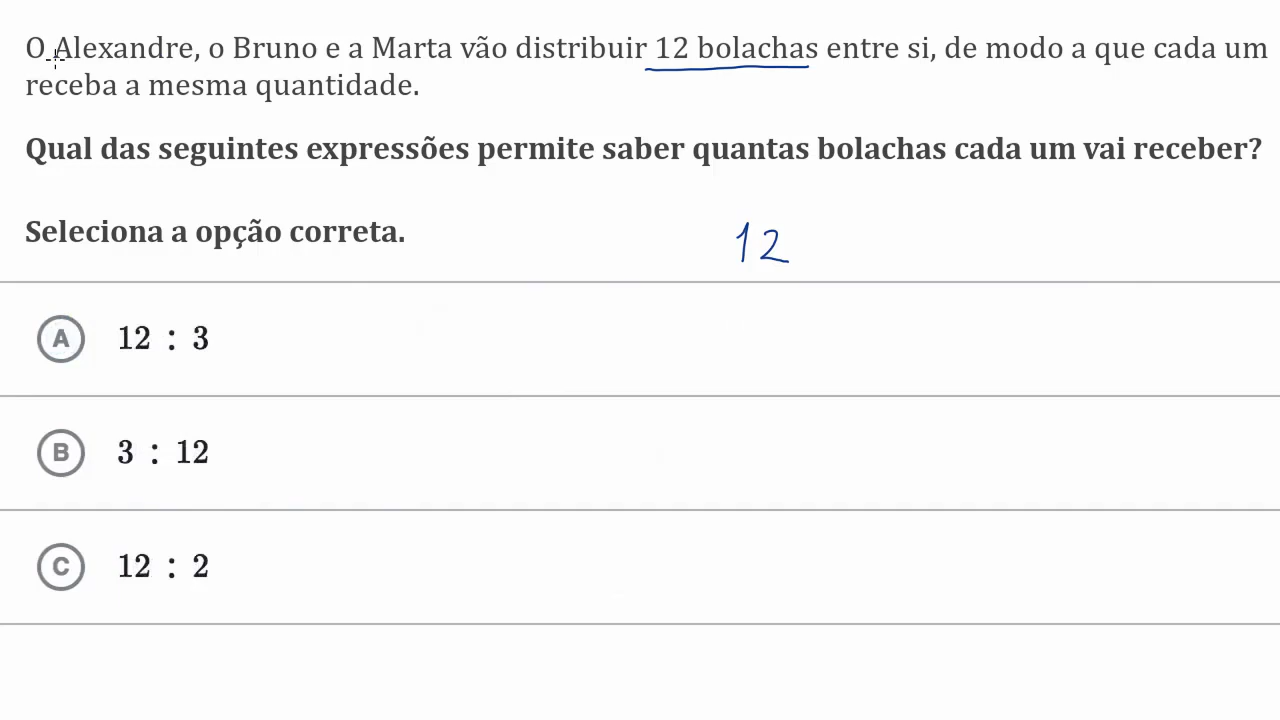 O Alexandre, o Bruno e a Marta vão distribuir 12 bolachas entre si, de modo a que cada um
receba a mesma quantidade.
Qual das seguintes expressões permite saber quantas bolachas cada um vai receber?
Seleciona a opção correta.
12
A 12 : 3
B 3 : 12
C 12 : 2